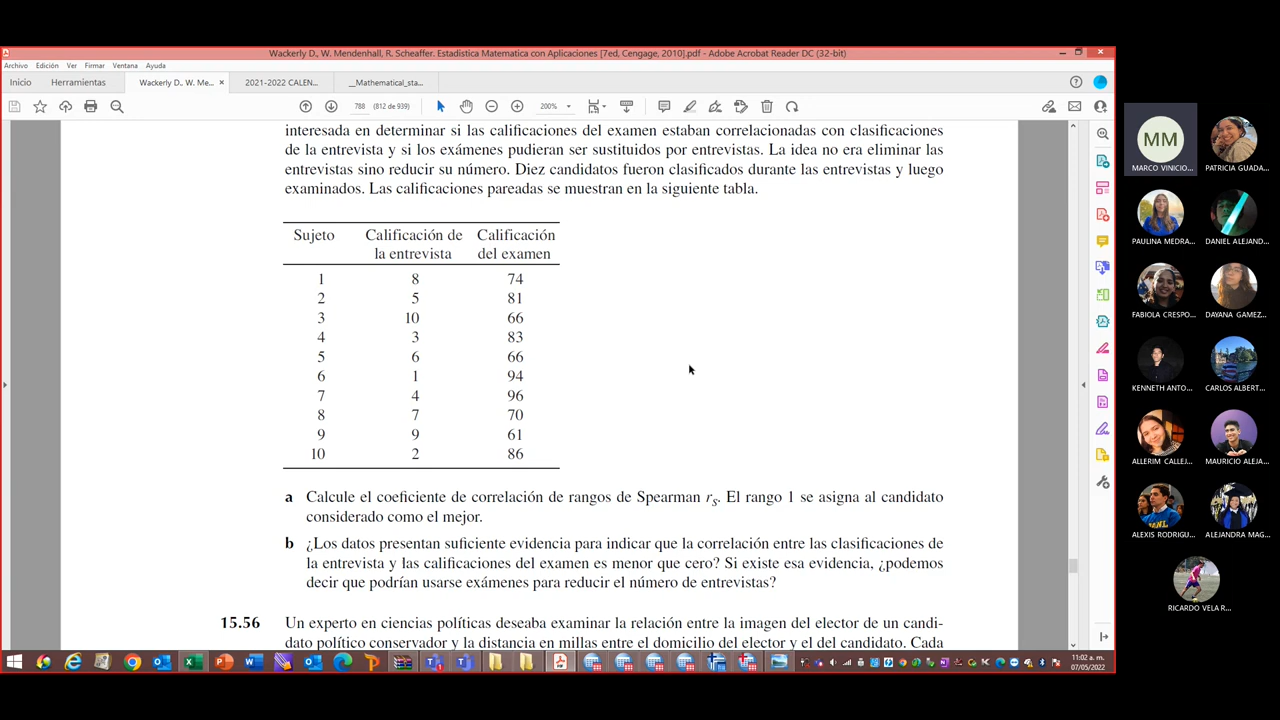 Wackerly D., W. Mendenhall, R. Scheaffer. Estadística Matematica con Aplicaciones [7ed, Cengage, 2010].pdf - Adobe Acrobat Reader DC (32-bit)
Archivo Edición Ver Firmar Ventana Ayuda
Inicio Herramientas Wackerly D., W. Me... × 2021-2022 CALEN... __Mathematical_sta...
788 (812 de 939) 200%
interesada en determinar si las calificaciones del examen estaban correlacionadas con clasificaciones
de la entrevista y si los exámenes pudieran ser sustituidos por entrevistas. La idea no era eliminar las
entrevistas sino reducir su número. Diez candidatos fueron clasificados durante las entrevistas y luego
examinados. Las calificaciones pareadas se muestran en la siguiente tabla.
Sujeto Calificación de Calificación
la entrevista del examen
1 8 74
2 5 81
3 10 66
4 3 83
5 6 66
6 1 94
7 4 96
8 7 70
9 9 61
10 2 86
a Calcule el coeficiente de correlación de rangos de Spearman rS. El rango 1 se asigna al candidato
considerado como el mejor.
b ¿Los datos presentan suficiente evidencia para indicar que la correlación entre las clasificaciones de
la entrevista y las calificaciones del examen es menor que cero? Si existe esa evidencia, ¿podemos
decir que podrían usarse exámenes para reducir el número de entrevistas?
15.56 Un experto en ciencias políticas deseaba examinar la relación entre la imagen del elector de un candi-
dato político conservador y la distancia en millas entre el domicilio del elector y el del candidato. Cada
11:02 a. m.
07/05/2022
MM
MARCO VINICIO... PATRICIA GUADA...
PAULINA MEDRA... DANIEL ALEJAND...
FABIOLA CRESPO... DAYANA GAMEZ...
KENNETH ANTO... CARLOS ALBERT...
ALLERIM CALLEJ... MAURICIO ALEJA...
ALEXIS RODRIGU... ALEJANDRA MAG...
RICARDO VELA R...